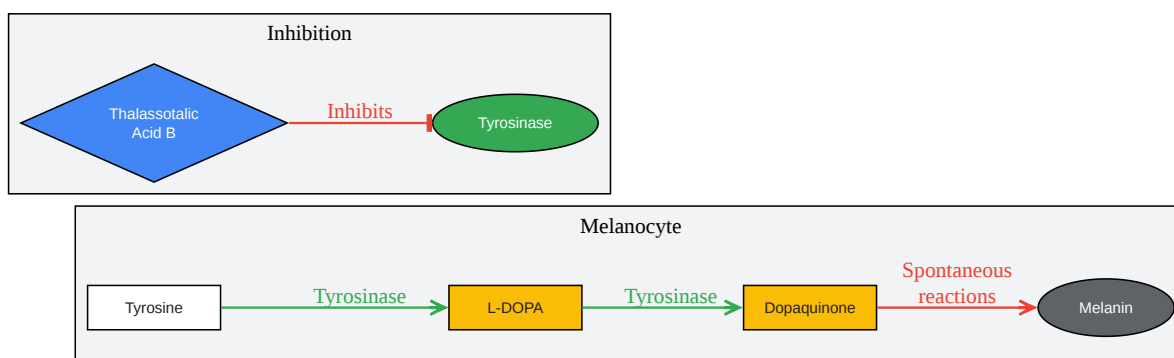 Inhibition
Thalassotalic
Acid B
Inhibits
Tyrosinase
Melanocyte
Tyrosine
Tyrosinase
L-DOPA
Tyrosinase
Dopaquinone
Spontaneous
reactions
Melanin